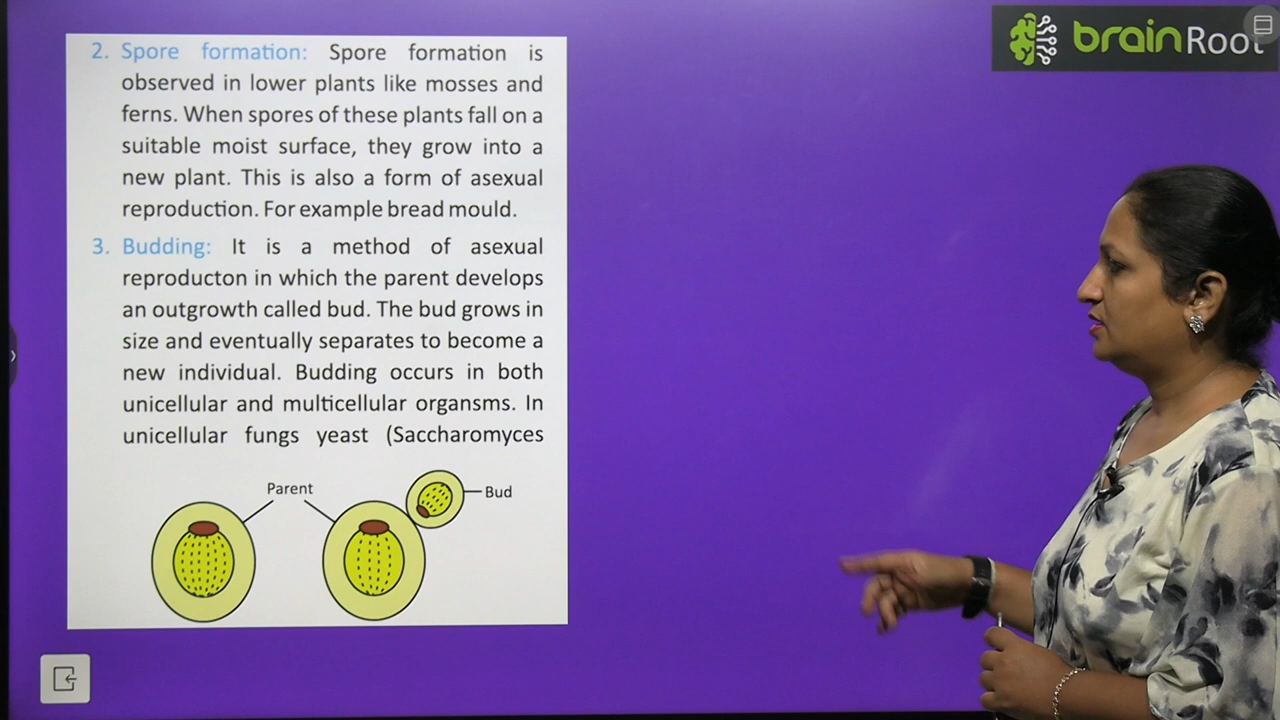 2. Spore formation: Spore formation is
observed in lower plants like mosses and
ferns. When spores of these plants fall on a
suitable moist surface, they grow into a
new plant. This is also a form of asexual
reproduction. For example bread mould.
3. Budding: It is a method of asexual
reproducton in which the parent develops
an outgrowth called bud. The bud grows in
size and eventually separates to become a
new individual. Budding occurs in both
unicellular and multicellular organsms. In
unicellular fungs yeast (Saccharomyces
Parent
Bud
brainRoot